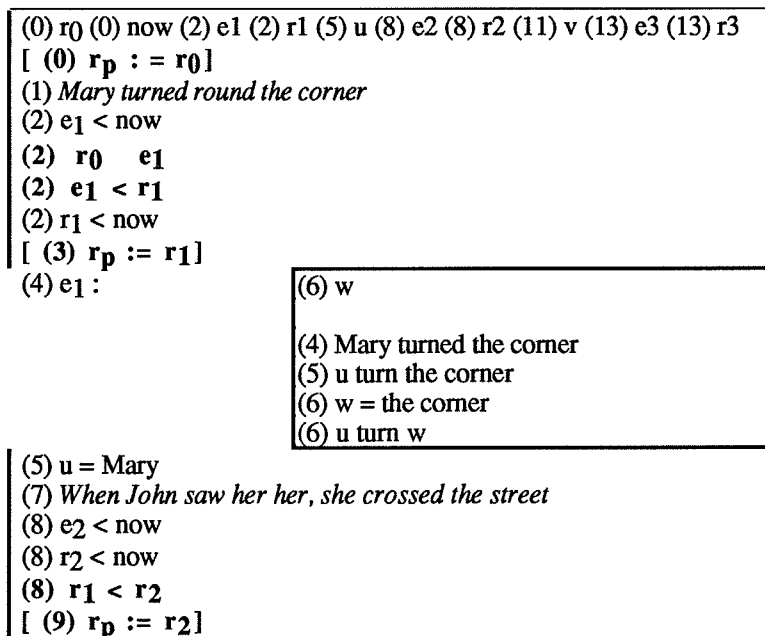 (0) r0 (0) now (2) e1 (2) r1 (5) u (8) e2 (8) r2 (11) v (13) e3 (13) r3
[ (0) rp : = r0]
(1) Mary turned round the corner
(2) e1 < now
(2) r0 e1
(2) e1 < r1
(2) r1 < now
[ (3) rp := r1]
(4) e1 :
(6) w
(4) Mary turned the corner
(5) u turn the corner
(6) w = the corner
(6) u turn w
(5) u = Mary
(7) When John saw her her, she crossed the street
(8) e2 < now
(8) r2 < now
(8) r1 < r2
[ (9) rp := r2]